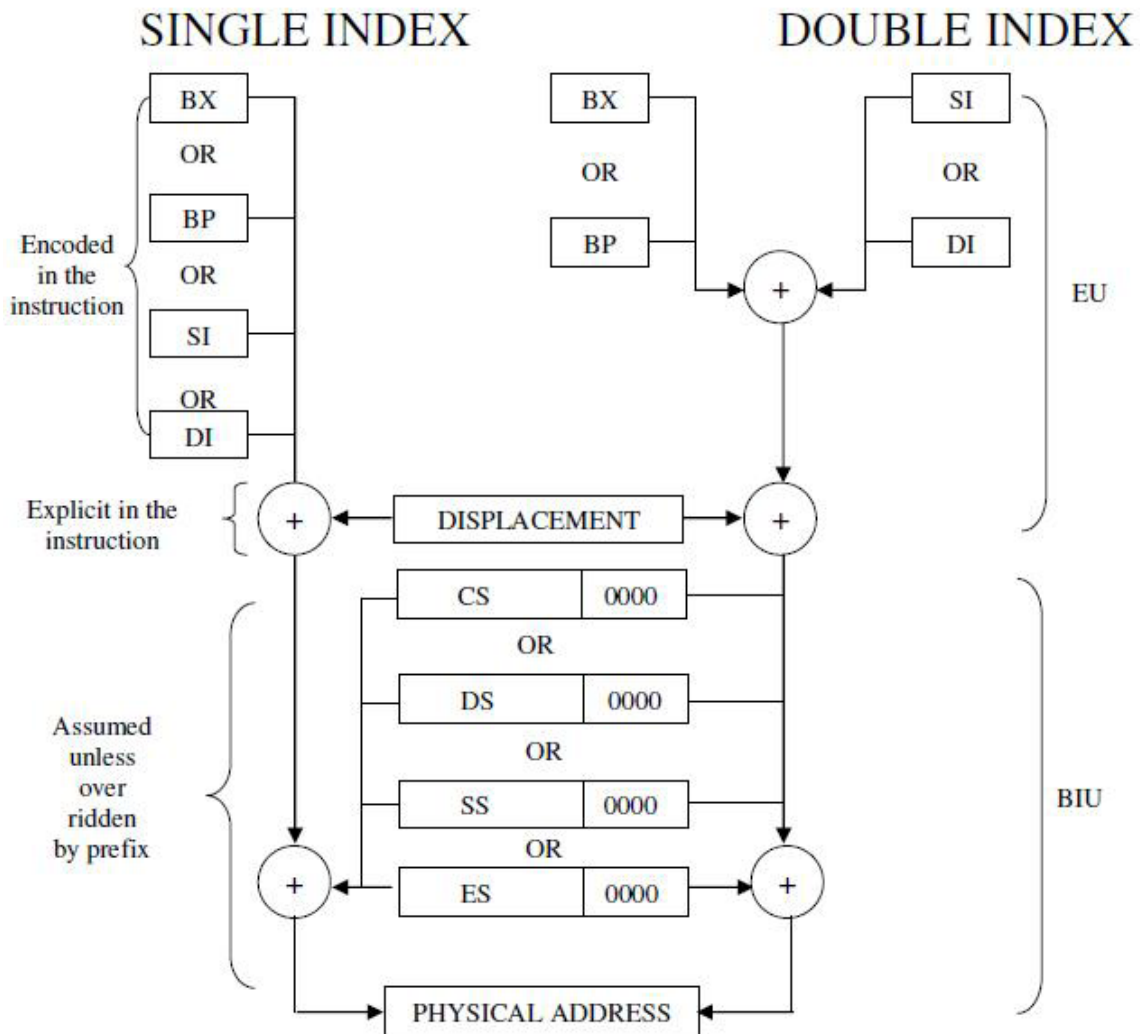 SINGLE INDEX
DOUBLE INDEX
BX
OR
BP
OR
SI
OR
DI
Encoded
in the
instruction
BX
OR
BP
SI
OR
DI
+
EU
Explicit in the
instruction
+
DISPLACEMENT
+
CS 0000
OR
DS 0000
OR
SS 0000
OR
ES 0000
Assumed
unless
over
ridden
by prefix
+
+
BIU
PHYSICAL ADDRESS